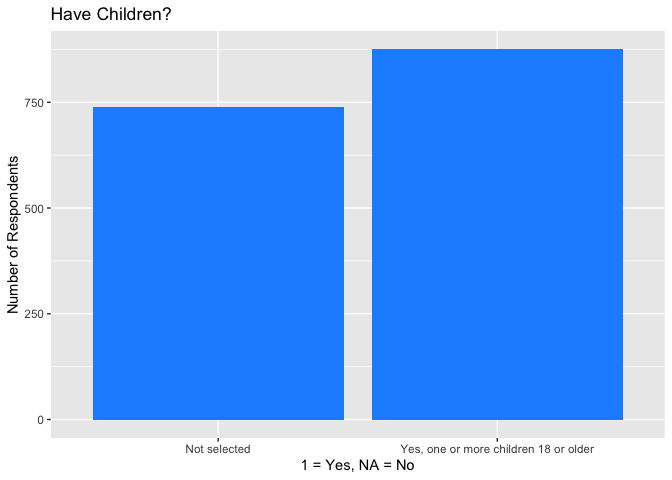 Have Children?
Number of Respondents
750
500
250
0
Not selected
Yes, one or more children 18 or older
1 = Yes, NA = No